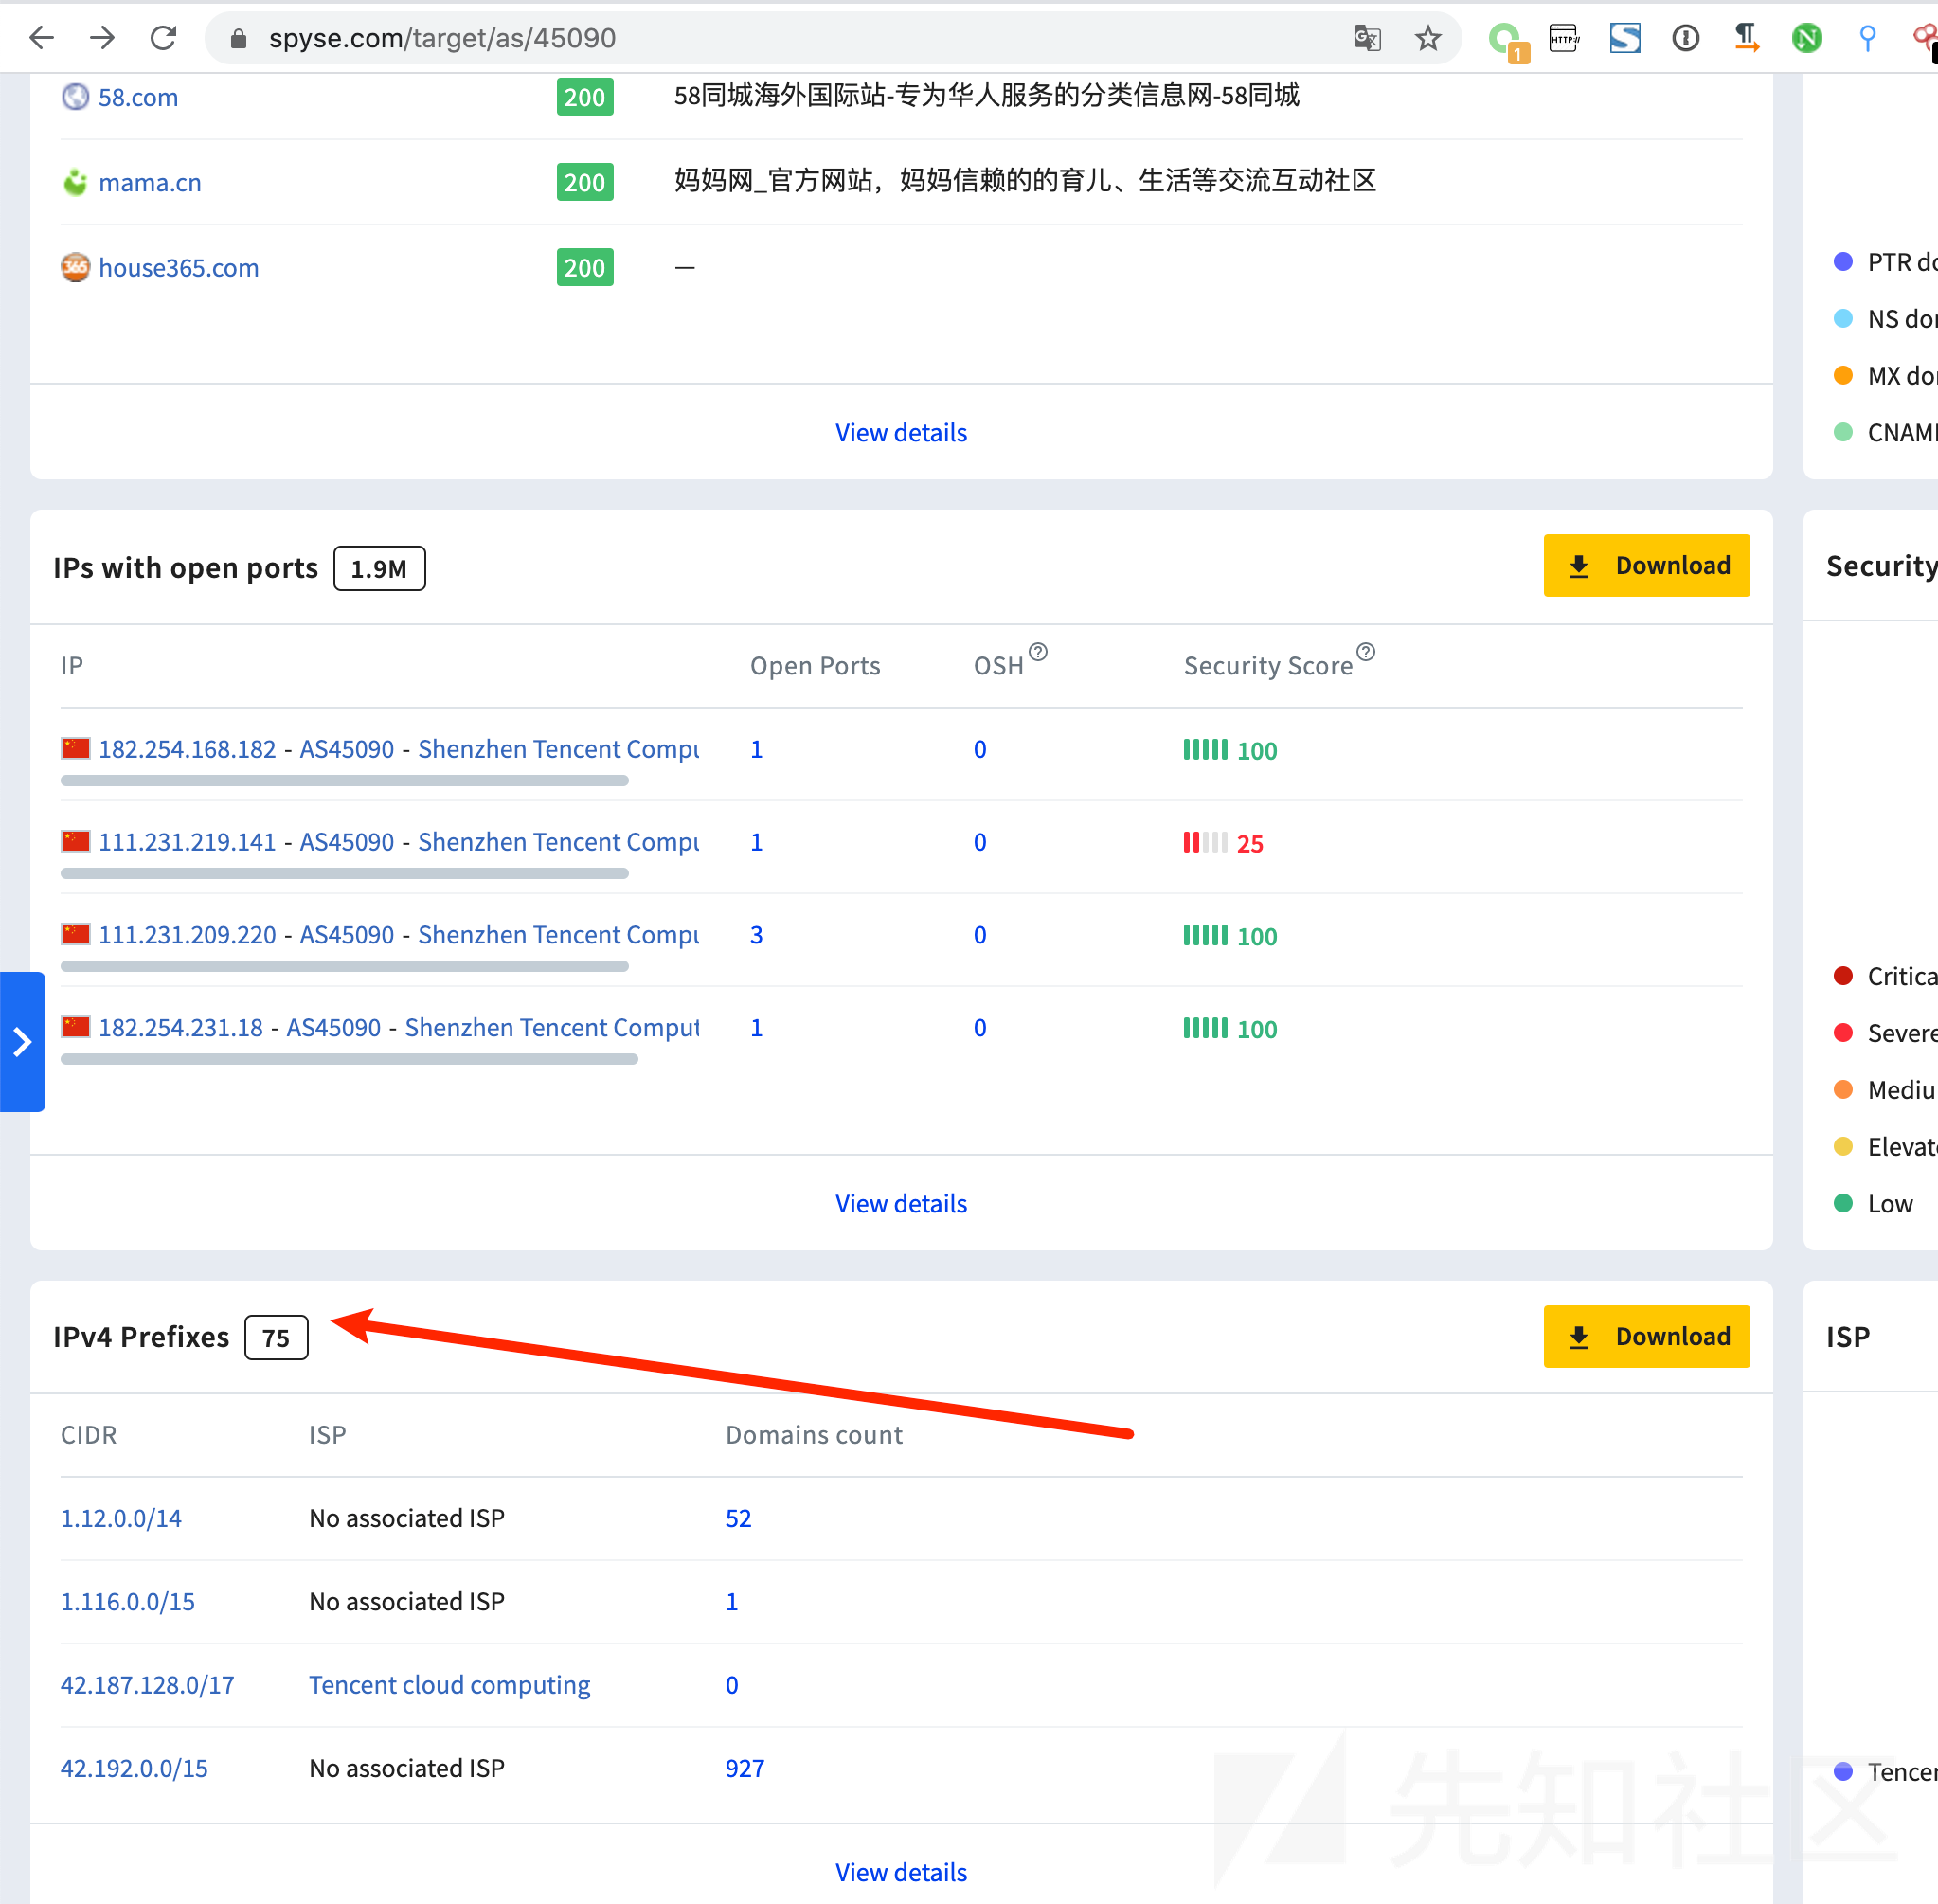 spyse.com/target/as/45090
1
HTTP://
58.com 200 58同城海外国际站-专为华人服务的分类信息网-58同城
mama.cn 200 妈妈网_官方网站，妈妈信赖的的育儿、生活等交流互动社区
365 house365.com 200 —
PTR do
NS do
MX do
CNAM
View details
IPs with open ports 1.9M Download
Security
IP Open Ports OSH Security Score
182.254.168.182 - AS45090 - Shenzhen Tencent Compu 1 0 100
111.231.219.141 - AS45090 - Shenzhen Tencent Compu 1 0 25
111.231.209.220 - AS45090 - Shenzhen Tencent Compu 3 0 100
182.254.231.18 - AS45090 - Shenzhen Tencent Comput 1 0 100
Critica
Severe
Mediu
Elevate
Low
View details
IPv4 Prefixes 75 Download
ISP
CIDR ISP Domains count
1.12.0.0/14 No associated ISP 52
1.116.0.0/15 No associated ISP 1
42.187.128.0/17 Tencent cloud computing 0
42.192.0.0/15 No associated ISP 927
Tencen
先知社区
View details